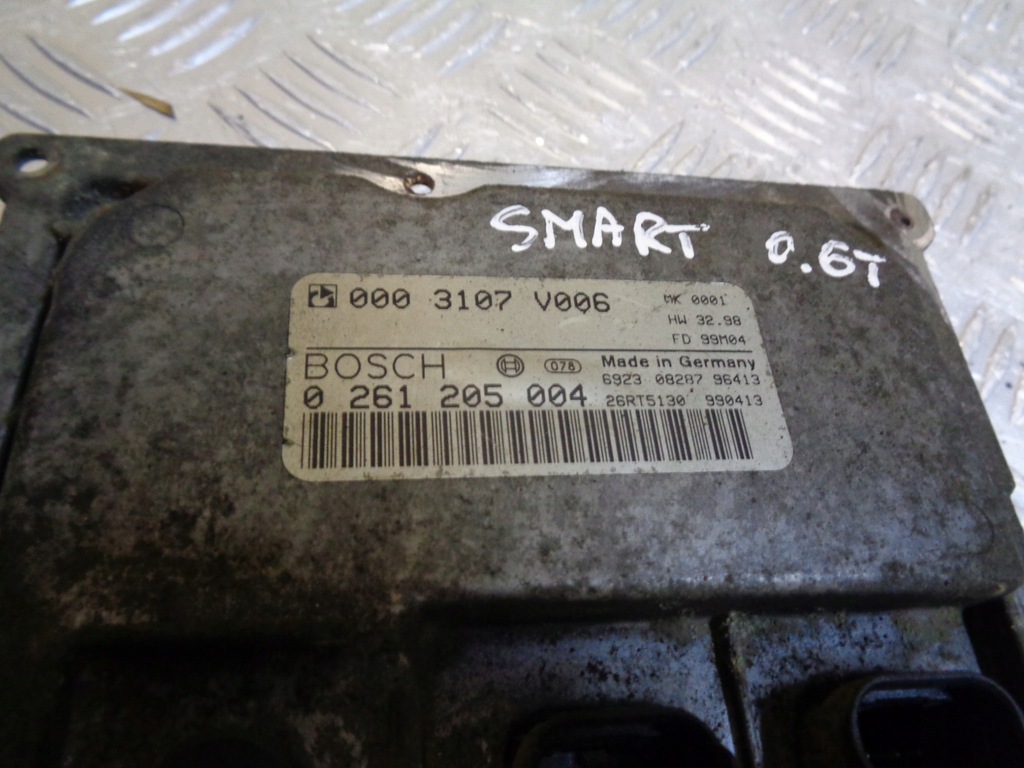 SMART 0.6T
000 3107 V006
MK 0001
HW 32.98
FD 99M04
BOSCH 078 Made in Germany
6923 08287 96413
0 261 205 004 26RT5130 990413